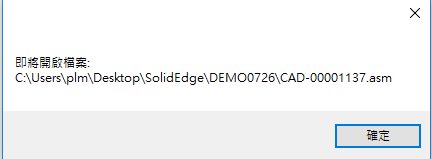 即將開啟檔案:
C:\Users\plm\Desktop\SolidEdge\DEMO0726\CAD-00001137.asm
確定